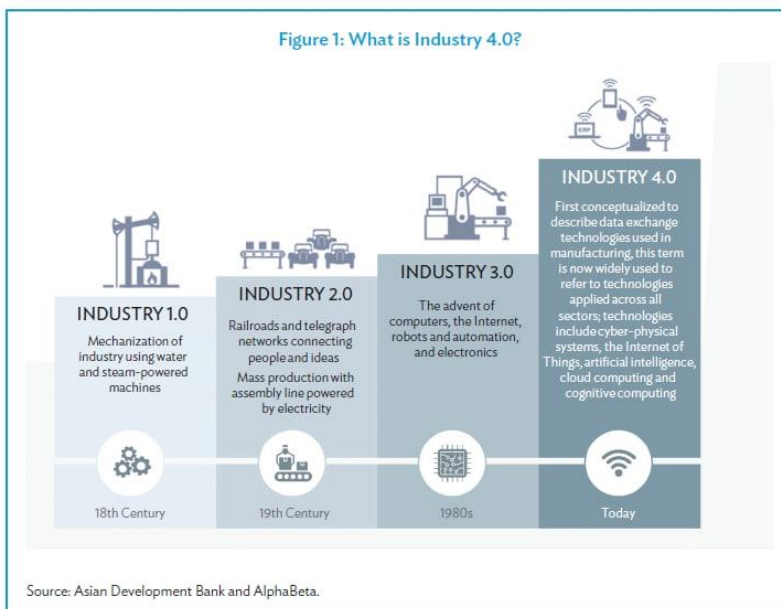 Figure 1: What is Industry 4.0?
INDUSTRY 1.0
Mechanization of
industry using water
and steam-powered
machines
18th Century
INDUSTRY 2.0
Railroads and telegraph
networks connecting
people and ideas
Mass production with
assembly line powered
by electricity
19th Century
INDUSTRY 3.0
The advent of
computers, the Internet,
robots and automation,
and electronics
1980s
ERP
INDUSTRY 4.0
First conceptualized to
describe data exchange
technologies used in
manufacturing, this term
is now widely used to
refer to technologies
applied across all
sectors; technologies
include cyber-physical
systems, the Internet of
Things, artificial intelligence,
cloud computing and
cognitive computing
Today
Source: Asian Development Bank and AlphaBeta.